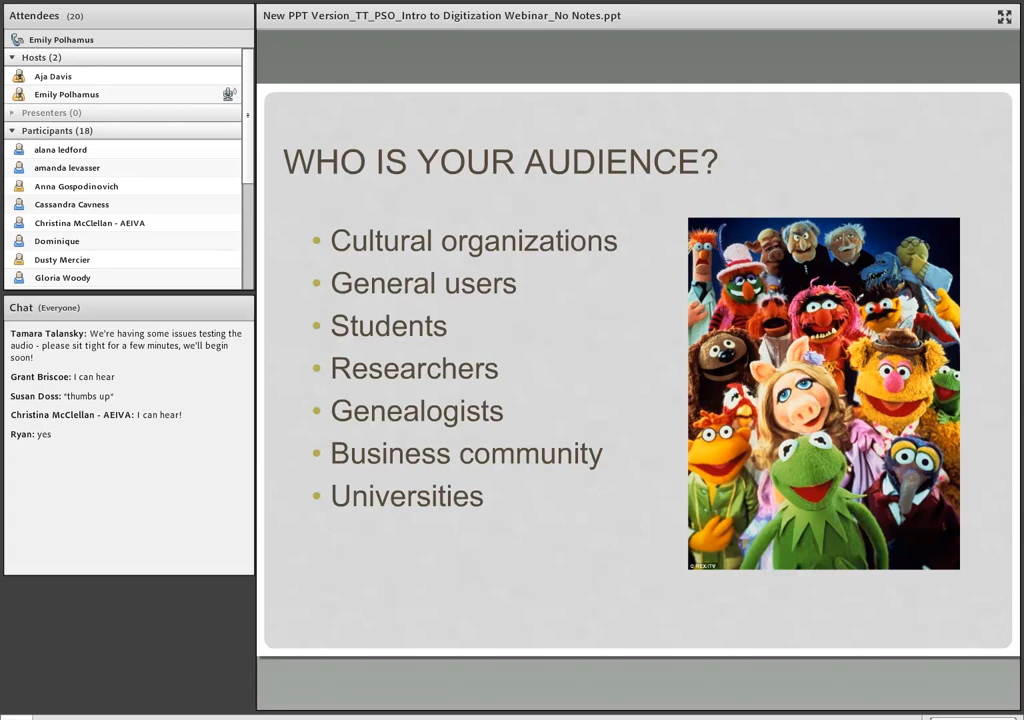 Attendees (20)
Emily Polhamus
Hosts (2)
Aja Davis
Emily Polhamus
Presenters (0)
Participants (18)
alana ledford
amanda levasser
Anna Gospodinovich
Cassandra Cavness
Christina McClellan - AEIVA
Dominique
Dusty Mercier
Gloria Woody
Chat (Everyone)
Tamara Talansky: We're having some issues testing the
audio - please sit tight for a few minutes, we'll begin
soon!
Grant Briscoe: I can hear
Susan Doss: *thumbs up*
Christina McClellan - AEIVA: I can hear!
Ryan: yes
New PPT Version_TT_PSO_Intro to Digitization Webinar_No Notes.ppt
WHO IS YOUR AUDIENCE?
• Cultural organizations
• General users
• Students
• Researchers
• Genealogists
• Business community
• Universities
© REX/ITV